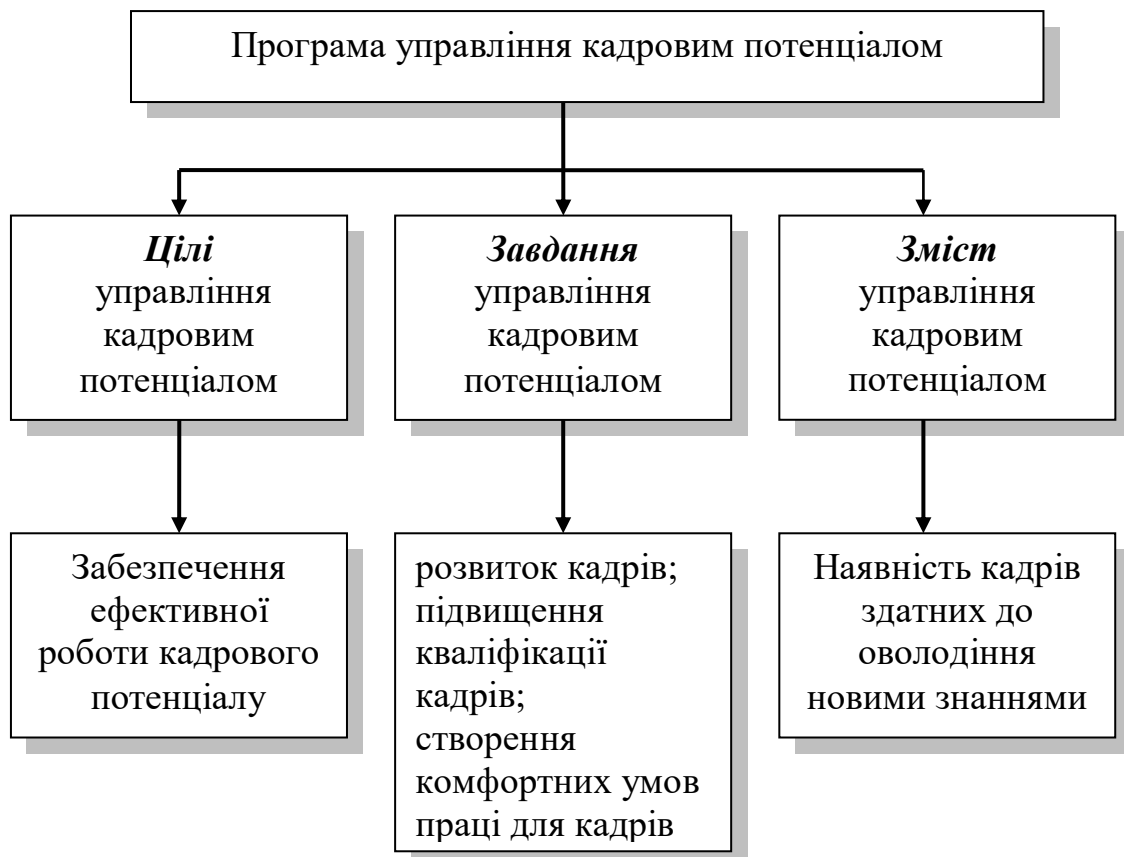 Програма управління кадровим потенціалом
Цілі
управління
кадровим
потенціалом
Завдання
управління
кадровим
потенціалом
Зміст
управління
кадровим
потенціалом
Забезпечення
ефективної
роботи кадрового
потенціалу
розвиток кадрів;
підвищення
кваліфікації
кадрів;
створення
комфортних умов
праці для кадрів
Наявність кадрів
здатних до
оволодіння
новими знаннями